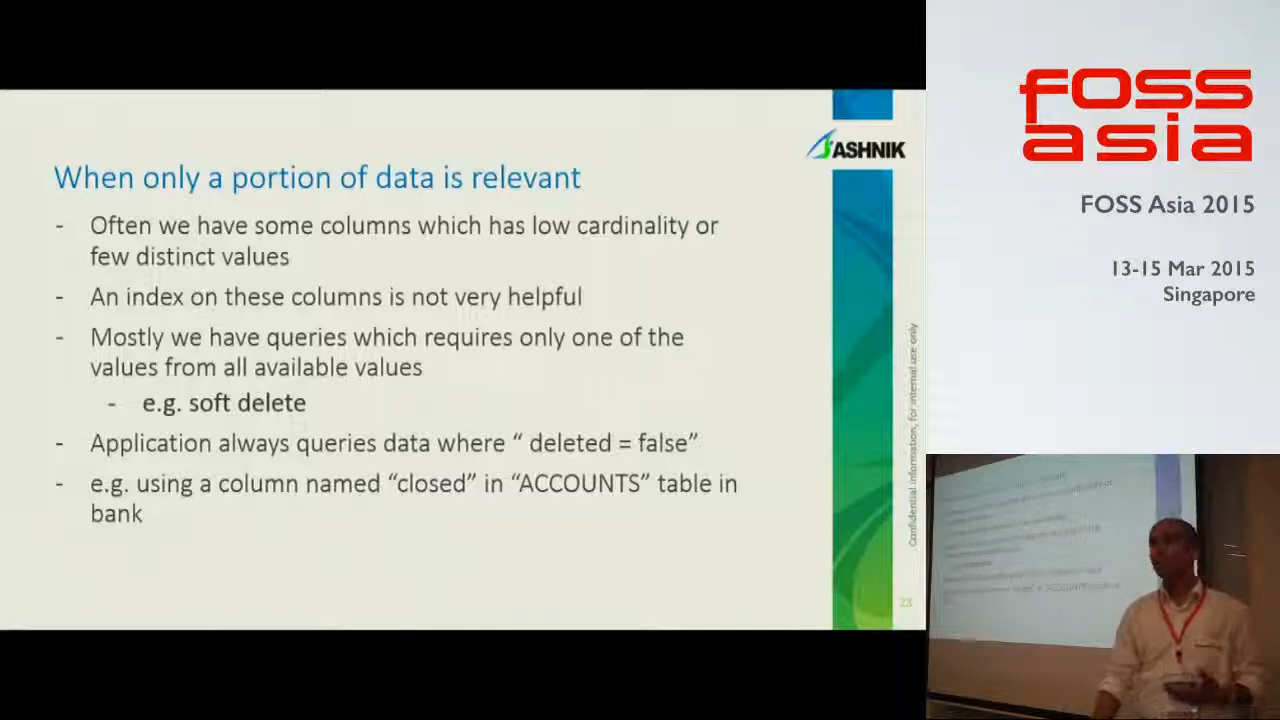 When only a portion of data is relevant
- Often we have some columns which has low cardinality or
few distinct values
- An index on these columns is not very helpful
- Mostly we have queries which requires only one of the
values from all available values
- e.g. soft delete
- Application always queries data where “ deleted = false”
- e.g. using a column named “closed” in “ACCOUNTS” table in
bank
ASHNIK
Confidential information, for internal use only
23
FOSS
asia
FOSS Asia 2015
13-15 Mar 2015
Singapore